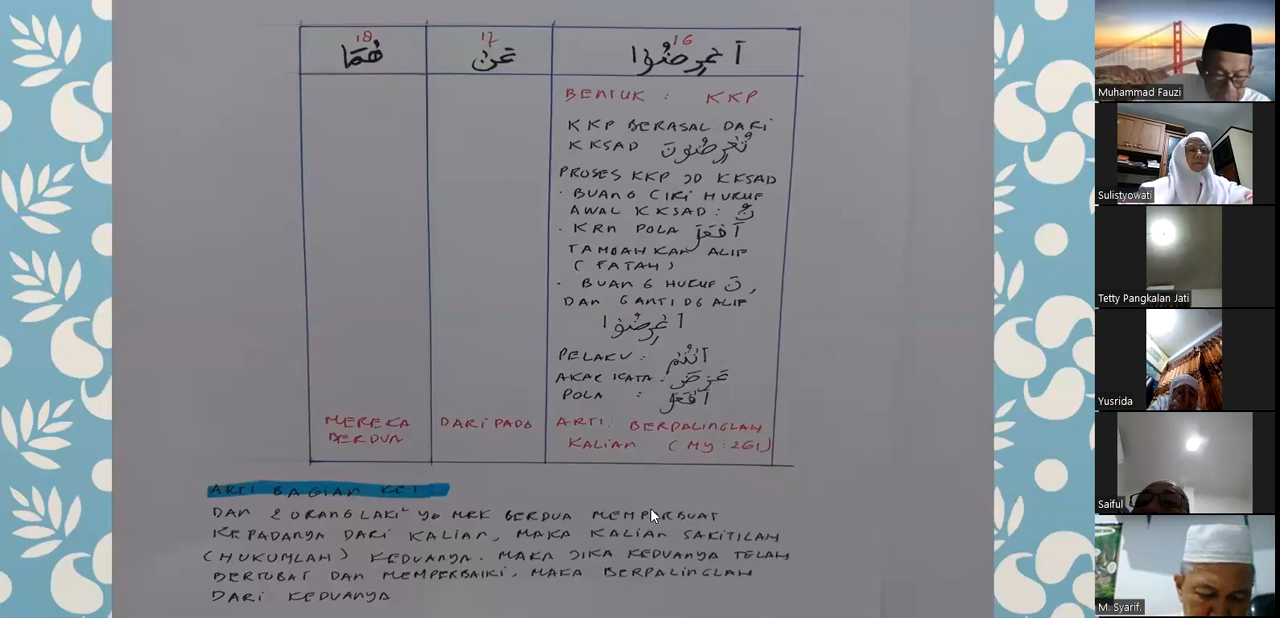 18 17 16
هُمَا عَنْ اَعْرِضُوْا
BENTUK : KKP
KKP BERASAL DARI
KKSAD تُعْرِضُوْنَ
PROSES KKP DD KKSAD
· BUANG CIRI HURUF
AWAL KKSAD : تُ
· KRN POLA اَفْعَلَ
TAMBAHKAN ALIF
(FATAH)
· BUANG HURUF نَ,
DAN GANTI DG ALIF
اَعْرِضُوْا
PELAKU : اَنْتُمْ
AKAR KATA : عَرَضَ
POLA : اَفْعَلَ
ARTI : BERPALINGLAH
KALIAN (MY:261)
DARIPADA
MEREKA
BERDUA
ARTI BAGIAN KE 1
DAN 2 ORANG LAKI² YG MRK BERDUA MEMPERBUAT
KEPADANYA DARI KALIAN, MAKA KALIAN SAKITILAH
(HUKUMLAH) KEDUANYA. MAKA JIKA KEDUANYA TELAH
BERTUBAT DAN MEMPERBAIKI, MAKA BERPALINGLAH
DARI KEDUANYA
Muhammad Fauzi
Sulistyowati
Tetty Pangkalan Jati
Yusrida
Saiful
M. Syarif.